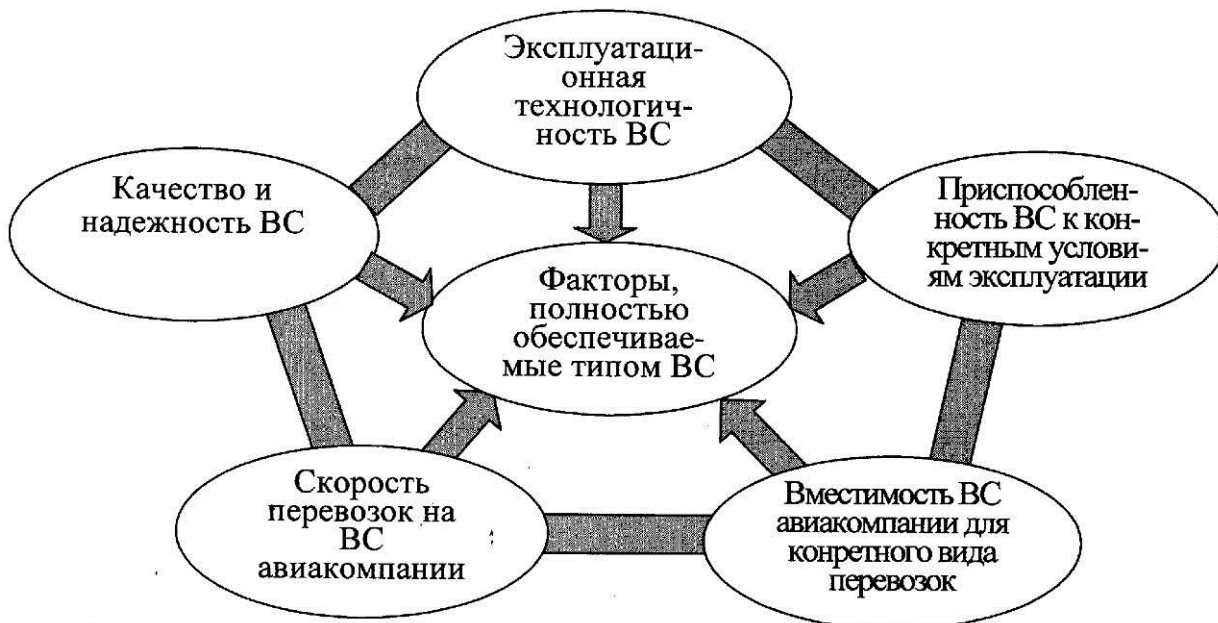 Эксплуатаци-
онная
технологич-
ность ВС
Качество и
надежность ВС
Приспособлен-
ность ВС к кон-
кретным услови-
ям эксплуатации
Факторы,
полностью
обеспечивае-
мые типом ВС
Скорость
перевозок на
ВС
авиакомпании
Вместимость ВС
авиакомпании для
конретного вида
перевозок